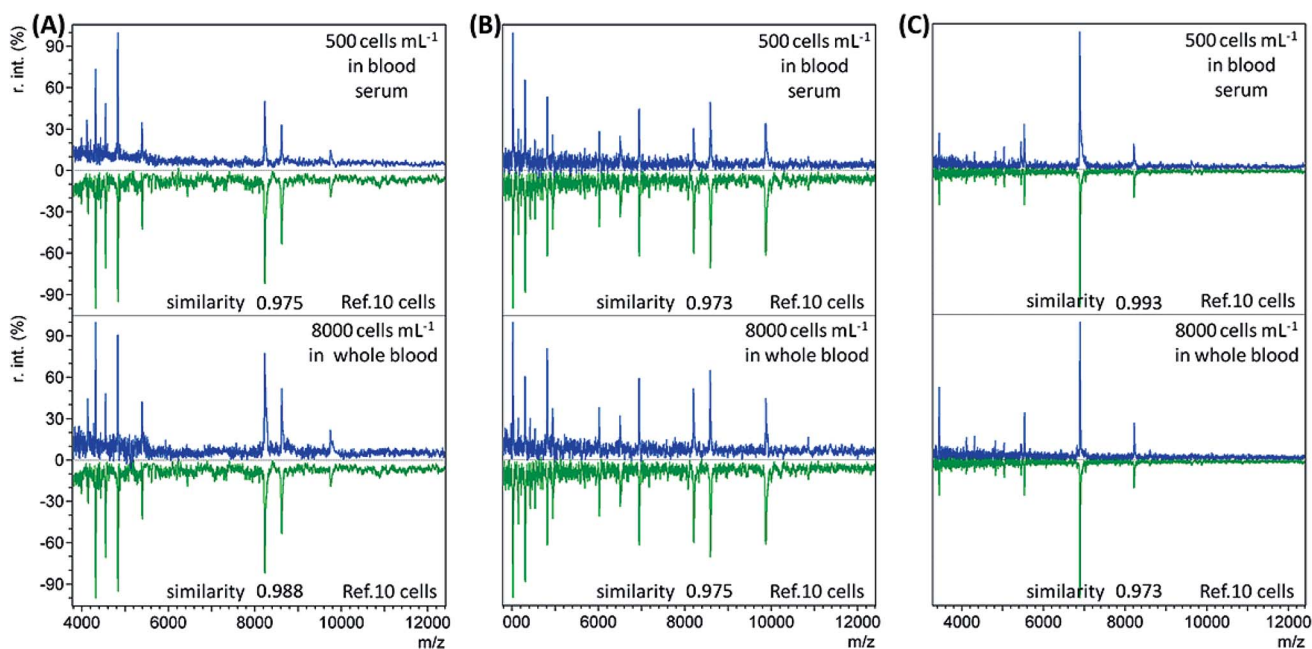 (A)
r. int. (%)
90
60
30
0
-30
-60
-90
500 cells mL⁻¹
in blood
serum
similarity 0.975 Ref.10 cells
r. int. (%)
90
60
30
0
-30
-60
-90
8000 cells mL⁻¹
in whole blood
similarity 0.988 Ref.10 cells
4000 6000 8000 10000 12000
m/z
(B)
500 cells mL⁻¹
in blood
serum
similarity 0.973 Ref.10 cells
8000 cells mL⁻¹
in whole blood
similarity 0.975 Ref.10 cells
4000 6000 8000 10000 12000
m/z
(C)
500 cells mL⁻¹
in blood
serum
similarity 0.993 Ref.10 cells
8000 cells mL⁻¹
in whole blood
similarity 0.973 Ref.10 cells
4000 6000 8000 10000 12000
m/z